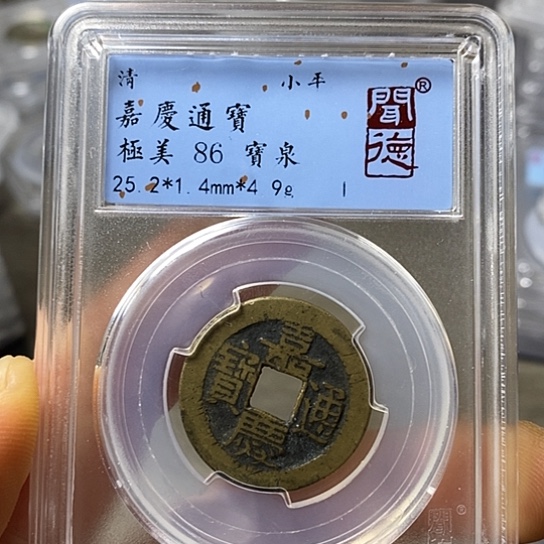 清 小平
嘉慶通寶
極美 86 寶泉
25.2*1.4mm*4.9g
聞德®
嘉慶通寶